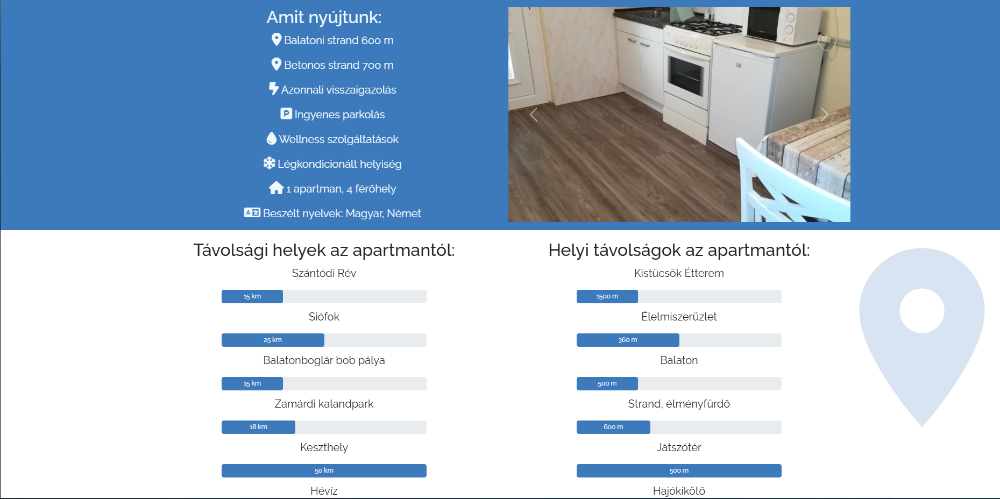 Amit nyújtunk:
Balatoni strand 600 m
Betonos strand 700 m
Azonnali visszaigazolás
P Ingyenes parkolás
Wellness szolgáltatások
Légkondicionált helyiség
1 apartman, 4 férőhely
A Beszélt nyelvek: Magyar, Német
Távolsági helyek az apartmantól:
Szántódi Rév
15 km
Siófok
25 km
Balatonboglár bob pálya
15 km
Zamárdi kalandpark
18 km
Keszthely
50 km
Hévíz
Helyi távolságok az apartmantól:
Kistücsök Étterem
1500 m
Élelmiszerüzlet
360 m
Balaton
500 m
Strand, élményfürdő
600 m
Játszótér
500 m
Hajókikötő